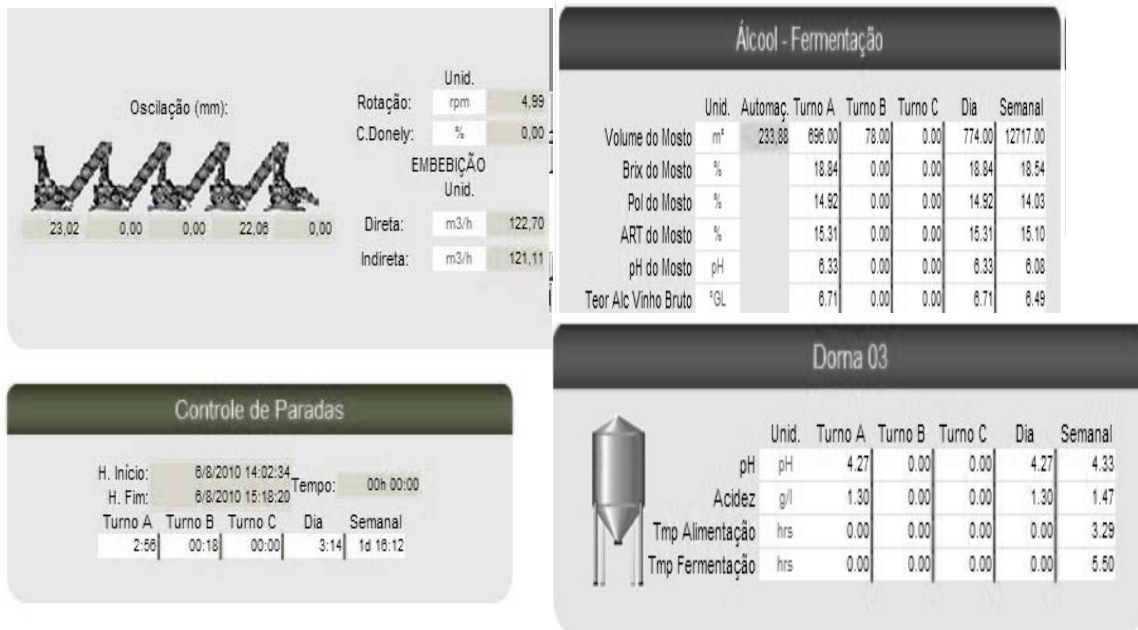 Unid.
Oscilação (mm):
Rotação: rpm 4,99
C.Donely: % 0,00
EMBEBIÇÃO
Unid.
23,02 0,00 0,00 22,06 0,00
Direta: m3/h 122,70
Indireta: m3/h 121,11
Álcool - Fermentação
Unid. Automaç. Turno A Turno B Turno C Dia Semanal
Volume do Mosto m³ 233,88 696.00 78.00 0.00 774.00 12717.00
Brix do Mosto % 18.84 0.00 0.00 18.84 18.54
Pol do Mosto % 14.92 0.00 0.00 14.92 14.03
ART do Mosto % 15.31 0.00 0.00 15.31 15.10
pH do Mosto pH 6.33 0.00 0.00 6.33 6.08
Teor Alc Vinho Bruto °GL 6.71 0.00 0.00 6.71 6.49
Controle de Paradas
H. Início: 6/8/2010 14:02:34
H. Fim: 6/8/2010 15:18:20
Tempo: 00h 00:00
Turno A Turno B Turno C Dia Semanal
2:56 00:18 00:00 3:14 1d 16:12
Dorna 03
Unid. Turno A Turno B Turno C Dia Semanal
pH pH 4.27 0.00 0.00 4.27 4.33
Acidez g/l 1.30 0.00 0.00 1.30 1.47
Tmp Alimentação hrs 0.00 0.00 0.00 0.00 3.29
Tmp Fermentação hrs 0.00 0.00 0.00 0.00 5.50